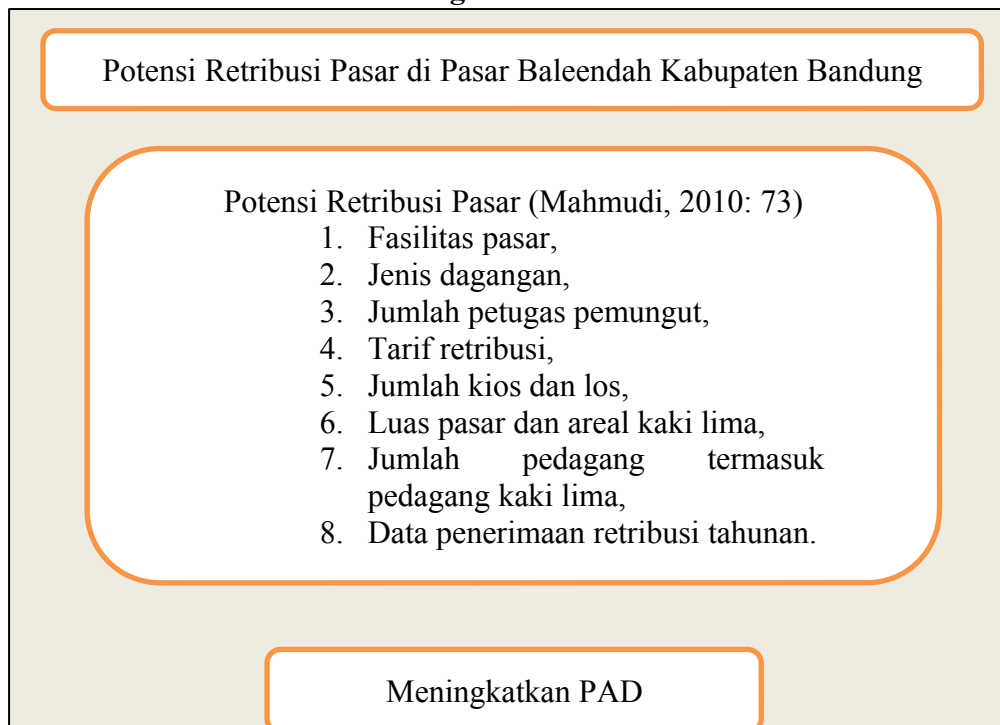 Potensi Retribusi Pasar di Pasar Baleendah Kabupaten Bandung
Potensi Retribusi Pasar (Mahmudi, 2010: 73)
1. Fasilitas pasar,
2. Jenis dagangan,
3. Jumlah petugas pemungut,
4. Tarif retribusi,
5. Jumlah kios dan los,
6. Luas pasar dan areal kaki lima,
7. Jumlah pedagang termasuk
pedagang kaki lima,
8. Data penerimaan retribusi tahunan.
Meningkatkan PAD